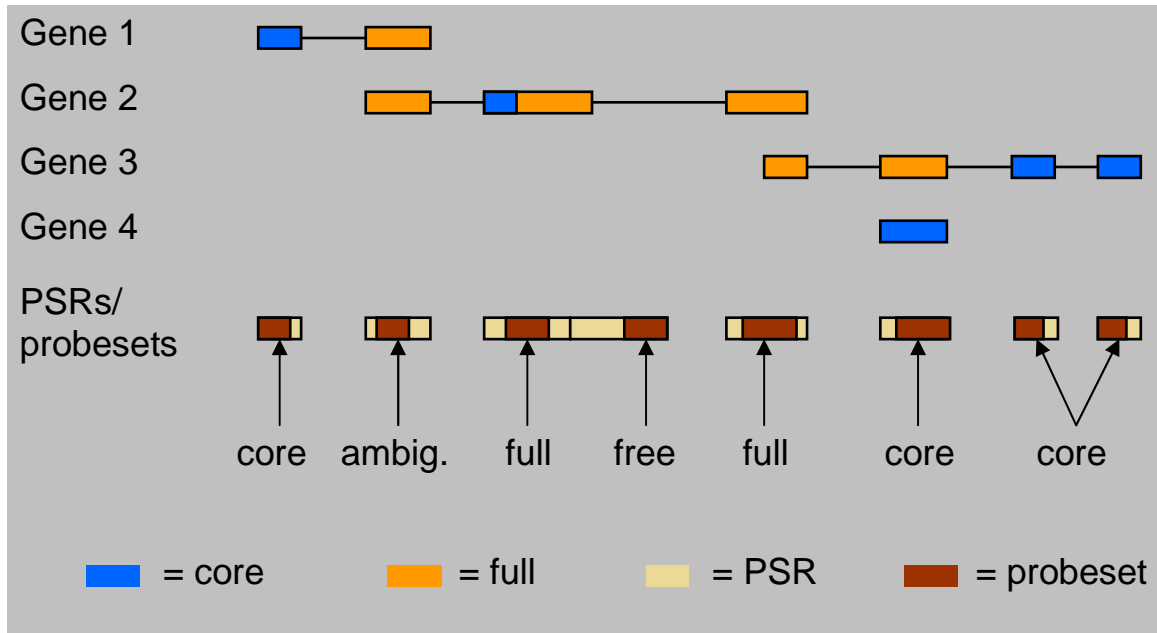 Gene 1
Gene 2
Gene 3
Gene 4
PSRs/
probesets
core ambig. full free full core core
= core = full = PSR = probeset